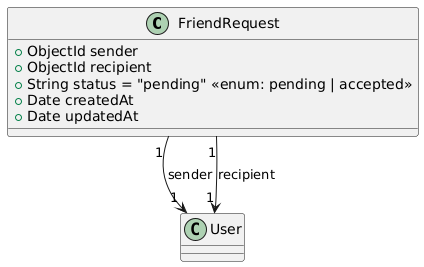 C FriendRequest
ObjectId sender
ObjectId recipient
String status = "pending" «enum: pending | accepted»
Date createdAt
Date updatedAt
1 1
sender recipient
1 1
C User